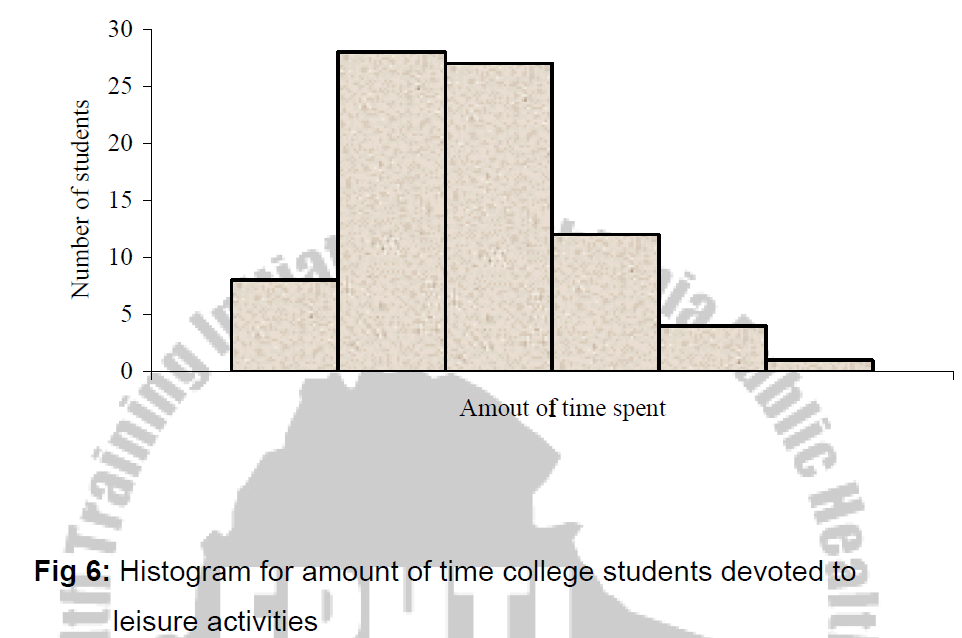 30
25
20
15
10
5
0
Number of students
Amout of time spent
Fig 6: Histogram for amount of time college students devoted to
leisure activities